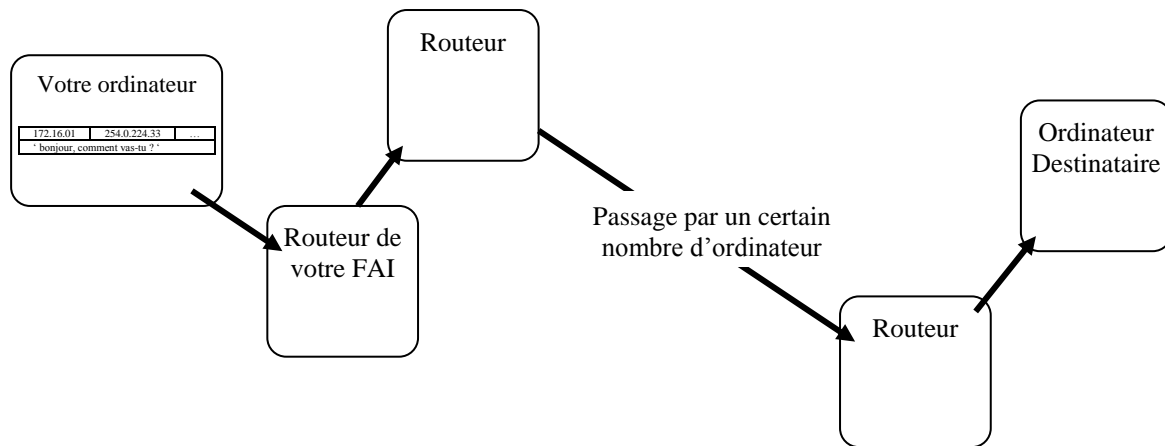 Votre ordinateur
172.16.01 254.0.224.33 …
‘ bonjour, comment vas-tu ? ‘
Routeur de
votre FAI
Routeur
Passage par un certain
nombre d’ordinateur
Routeur
Ordinateur
Destinataire